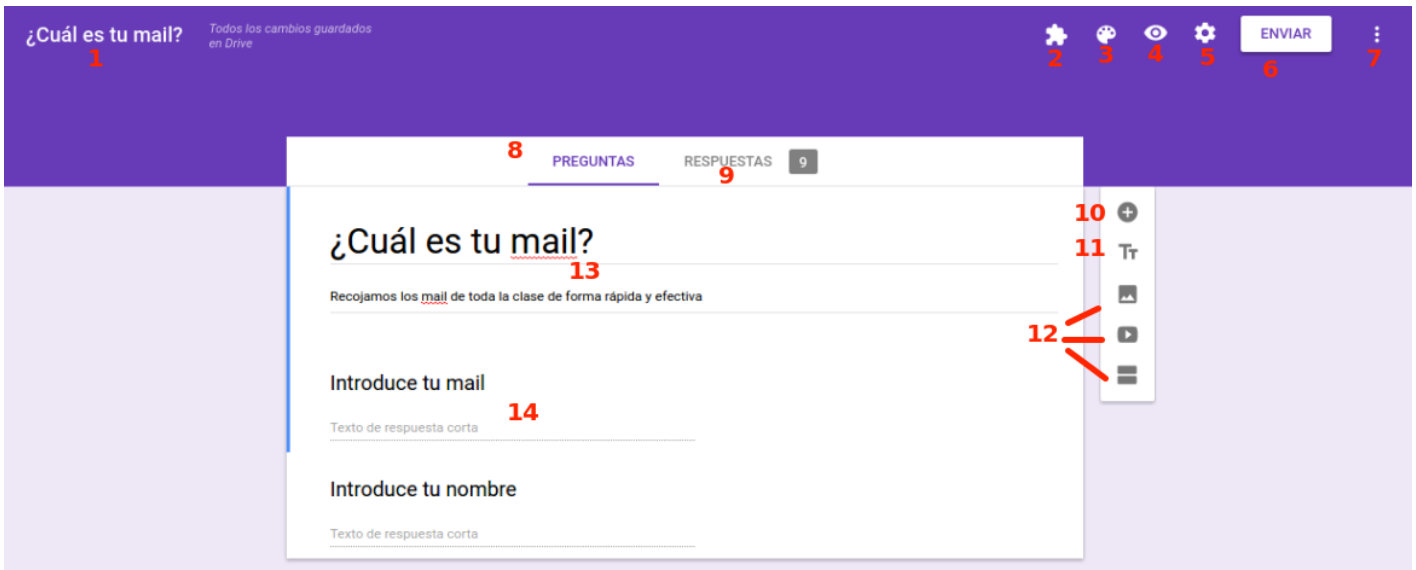 ¿Cuál es tu mail?
Todos los cambios guardados
en Drive
ENVIAR
1
2
3
4
5
6
7
8
PREGUNTAS
RESPUESTAS 9
9
¿Cuál es tu mail?
10
11
Tт
13
Recojamos los mail de toda la clase de forma rápida y efectiva
12
Introduce tu mail
14
Texto de respuesta corta
Introduce tu nombre
Texto de respuesta corta